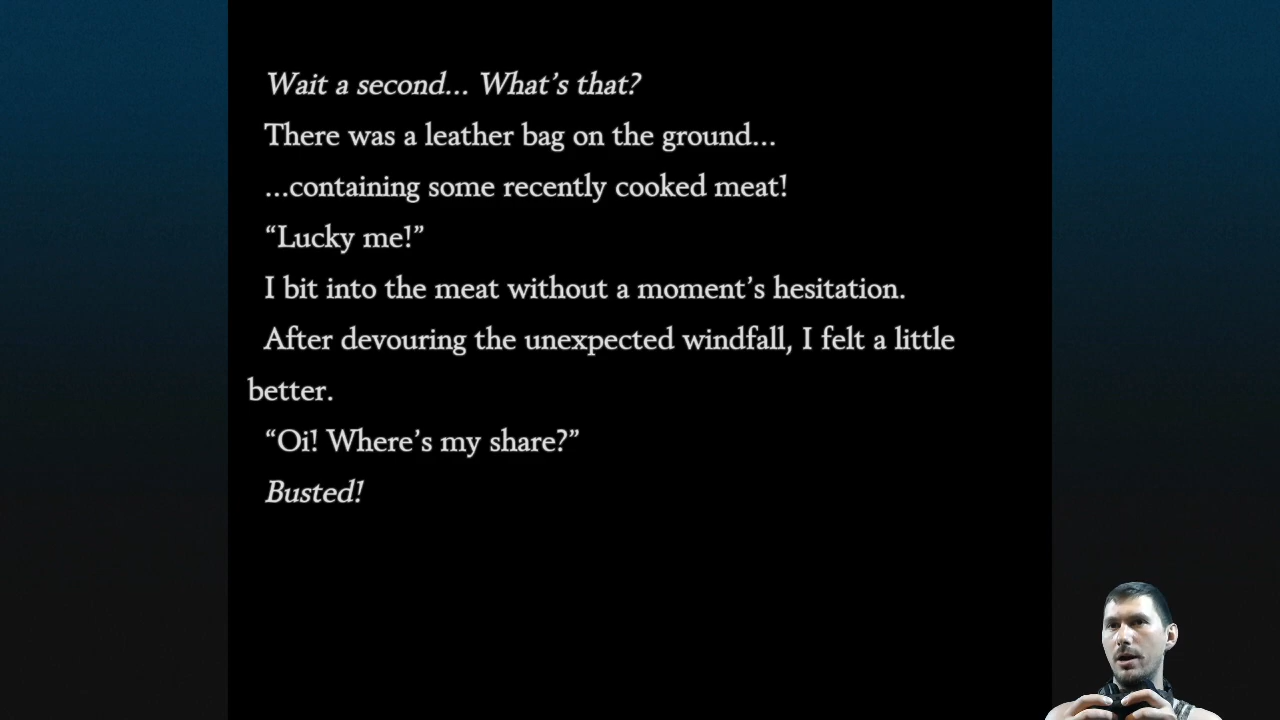 Wait a second... What’s that?
There was a leather bag on the ground...
...containing some recently cooked meat!
“Lucky me!”
I bit into the meat without a moment’s hesitation.
After devouring the unexpected windfall, I felt a little
better.
“Oi! Where’s my share?”
Busted!